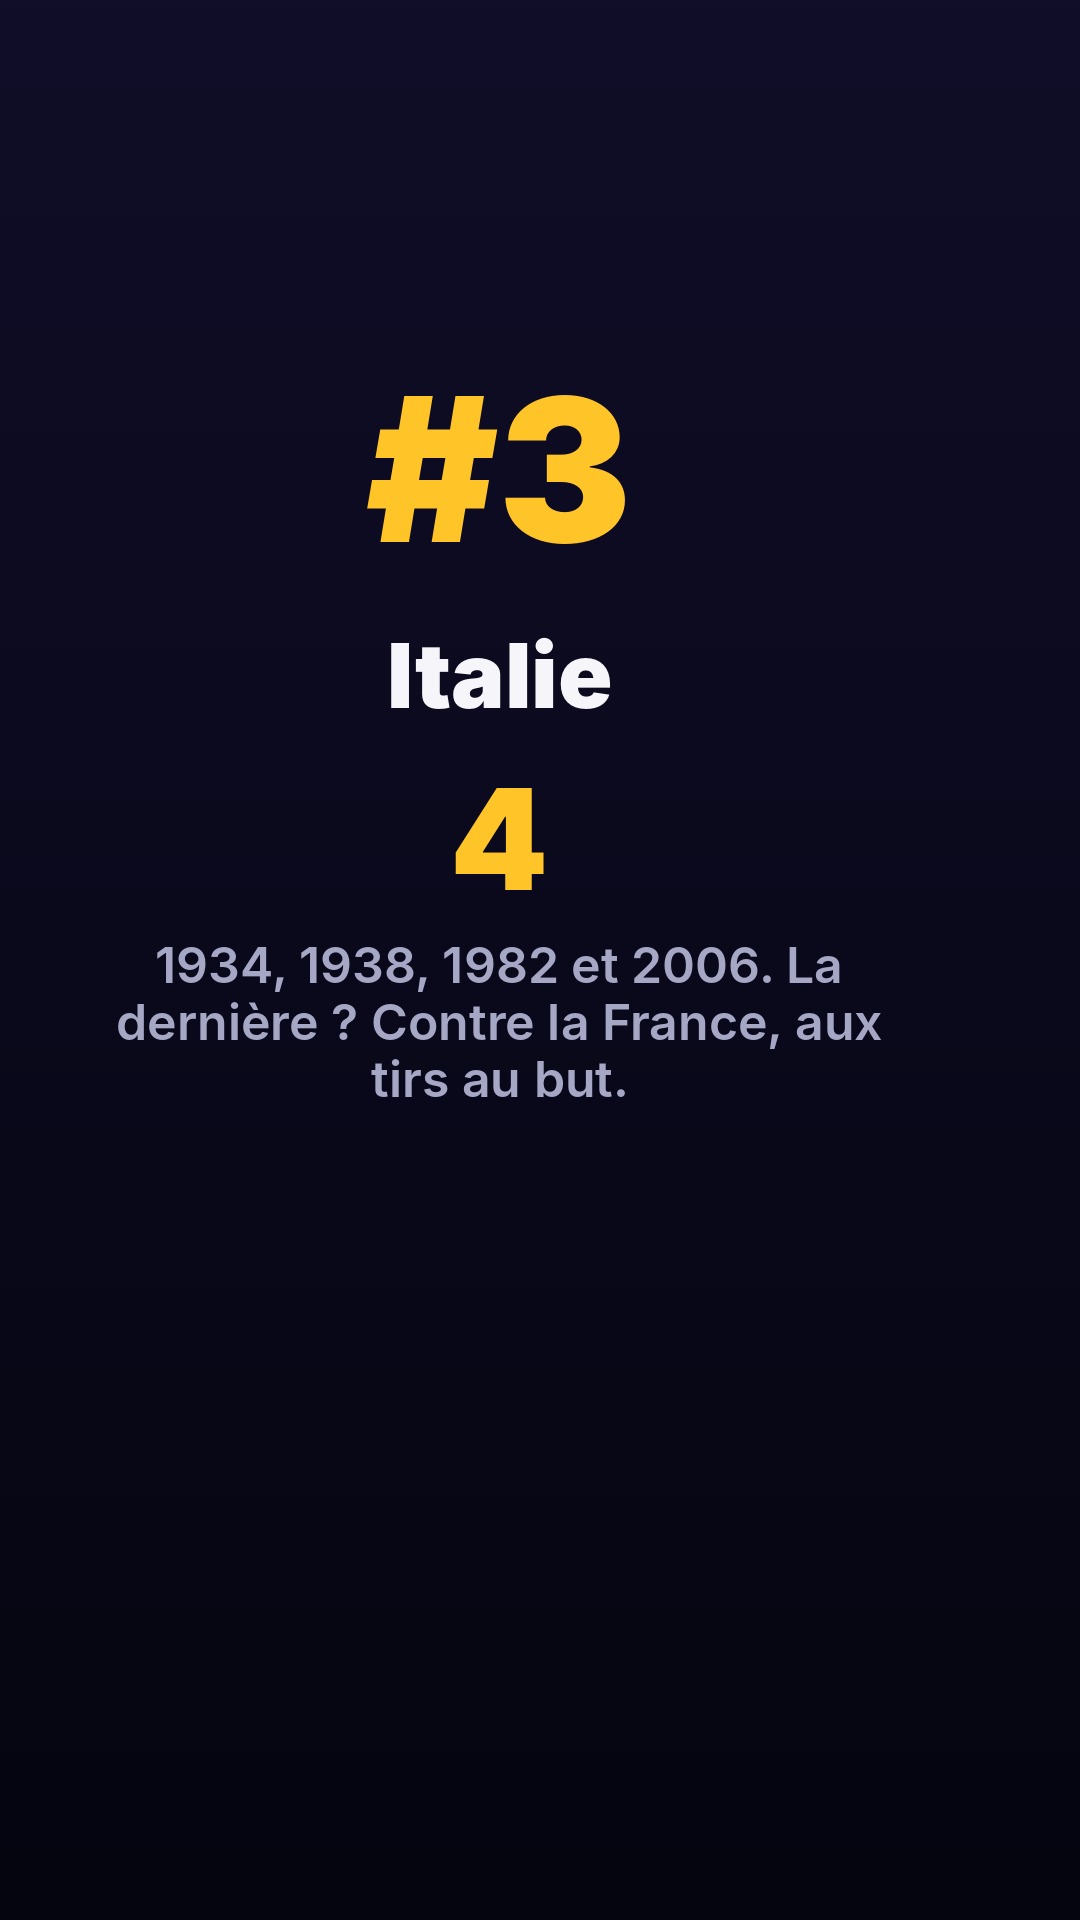 #3
Italie
4
1934, 1938, 1982 et 2006. La
dernière ? Contre la France, aux
tirs au but.